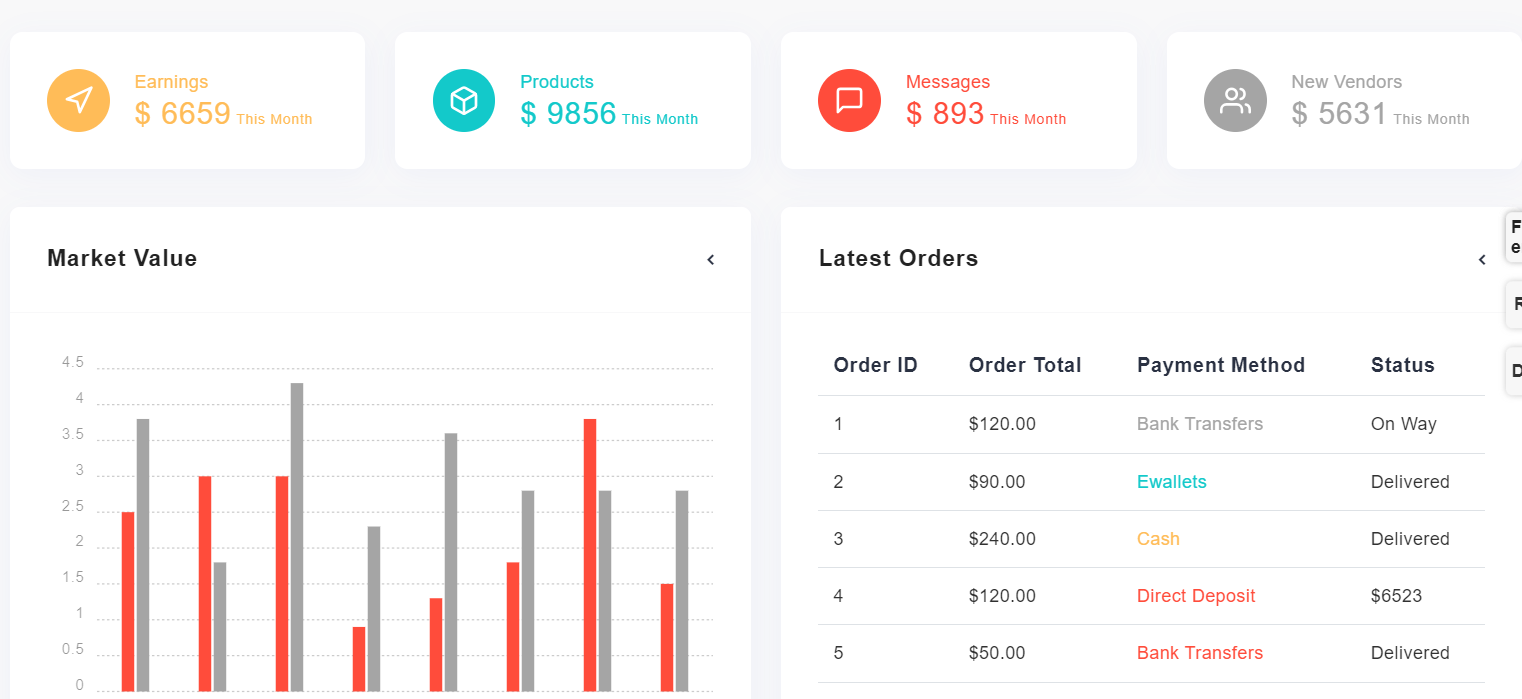 Earnings
$ 6659 This Month
Products
$ 9856 This Month
Messages
$ 893 This Month
New Vendors
$ 5631 This Month
Market Value
4.5
4
3.5
3
2.5
2
1.5
1
0.5
0
Latest Orders
Order ID Order Total Payment Method Status
1 $120.00 Bank Transfers On Way
2 $90.00 Ewallets Delivered
3 $240.00 Cash Delivered
4 $120.00 Direct Deposit $6523
5 $50.00 Bank Transfers Delivered